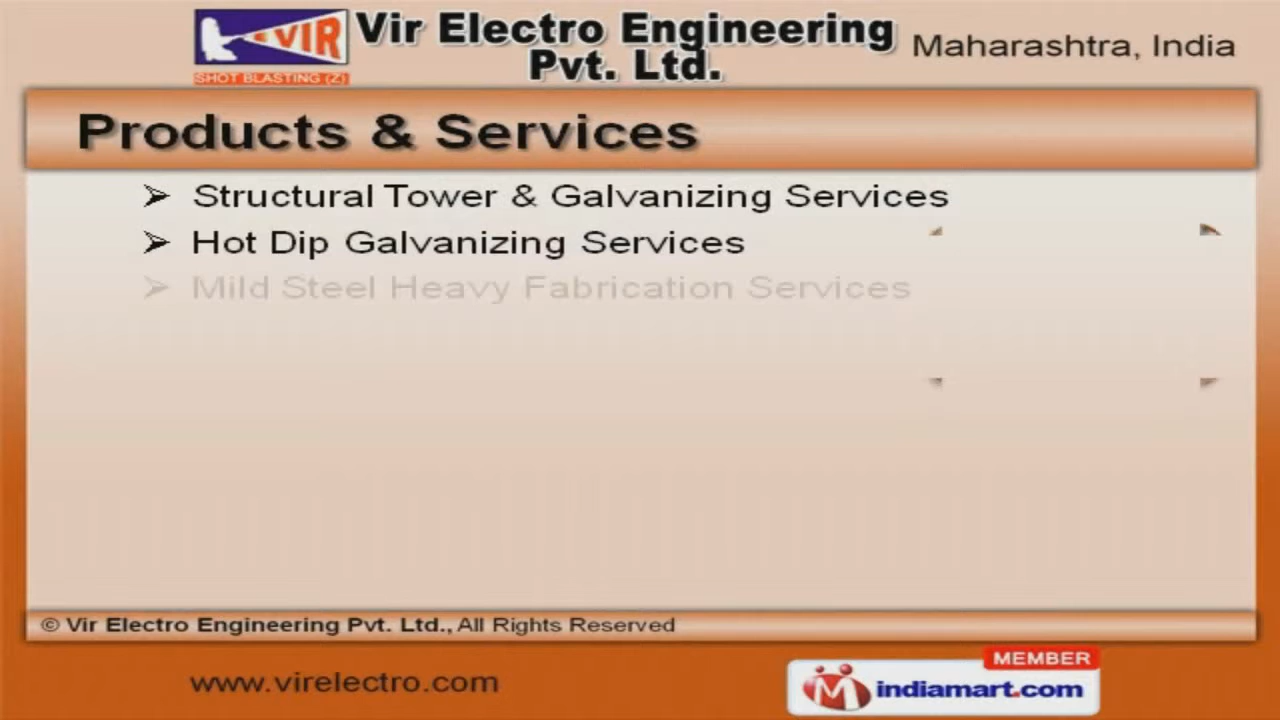 VIR
SHOT BLASTING (Z)
Vir Electro Engineering
Pvt. Ltd.
Maharashtra, India
Products & Services
➢ Structural Tower & Galvanizing Services
➢ Hot Dip Galvanizing Services
➢ Mild Steel Heavy Fabrication Services
© Vir Electro Engineering Pvt. Ltd., All Rights Reserved
www.virelectro.com
MEMBER
indiamart.com